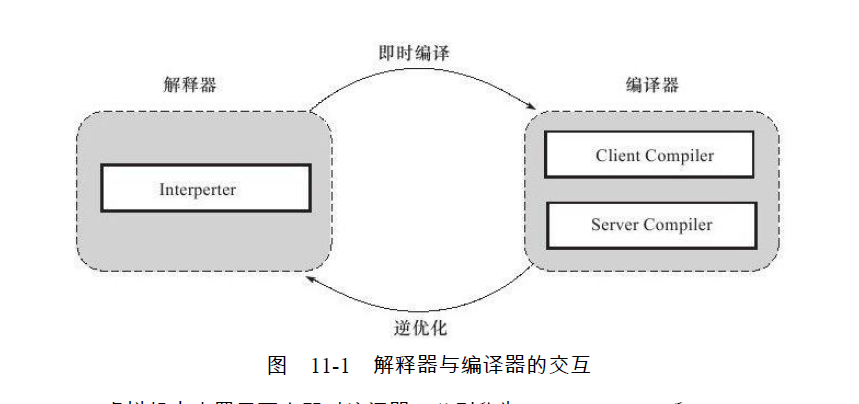 即时编译
解释器
编译器
Interperter
Client Compiler
Server Compiler
逆优化
图 11-1 解释器与编译器的交互